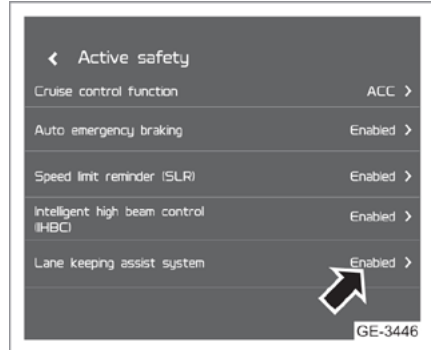 Active safety
Cruise control function ACC
Auto emergency braking Enabled
Speed limit reminder (SLR) Enabled
Intelligent high beam control
(IHBC) Enabled
Lane keeping assist system Enabled
GE-3446